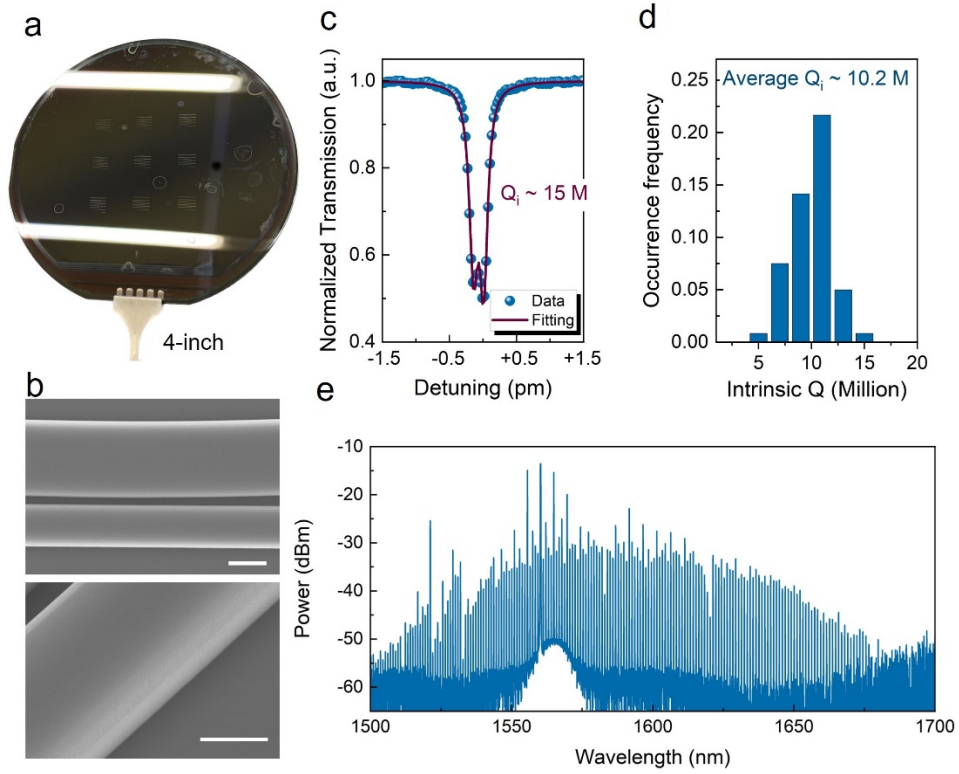 a
4-inch
b
c
Normalized Transmission (a.u.)
1.0
0.8
0.6
0.4
Qi ~ 15 M
Data
Fitting
-1.5
-0.5
+0.5
+1.5
Detuning (pm)
d
Occurrence frequency
0.25
0.20
0.15
0.10
0.05
0.00
Average Qi ~ 10.2 M
5
10
15
20
Intrinsic Q (Million)
e
Power (dBm)
-10
-20
-30
-40
-50
-60
1500
1550
1600
1650
1700
Wavelength (nm)